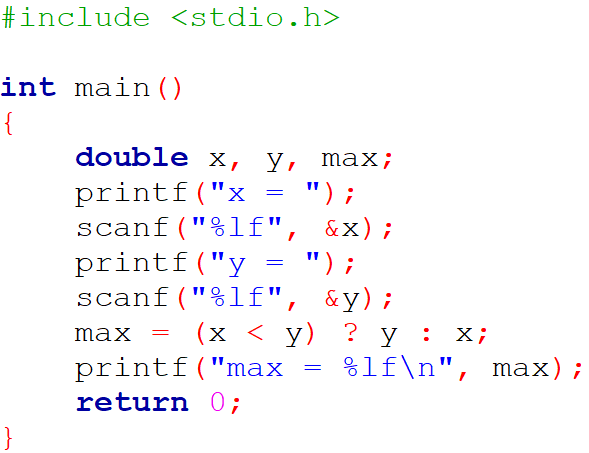 #include <stdio.h>

int main()
{
    double x, y, max;
    printf("x = ");
    scanf("%lf", &x);
    printf("y = ");
    scanf("%lf", &y);
    max = (x < y) ? y : x;
    printf("max = %lf\n", max);
    return 0;
}